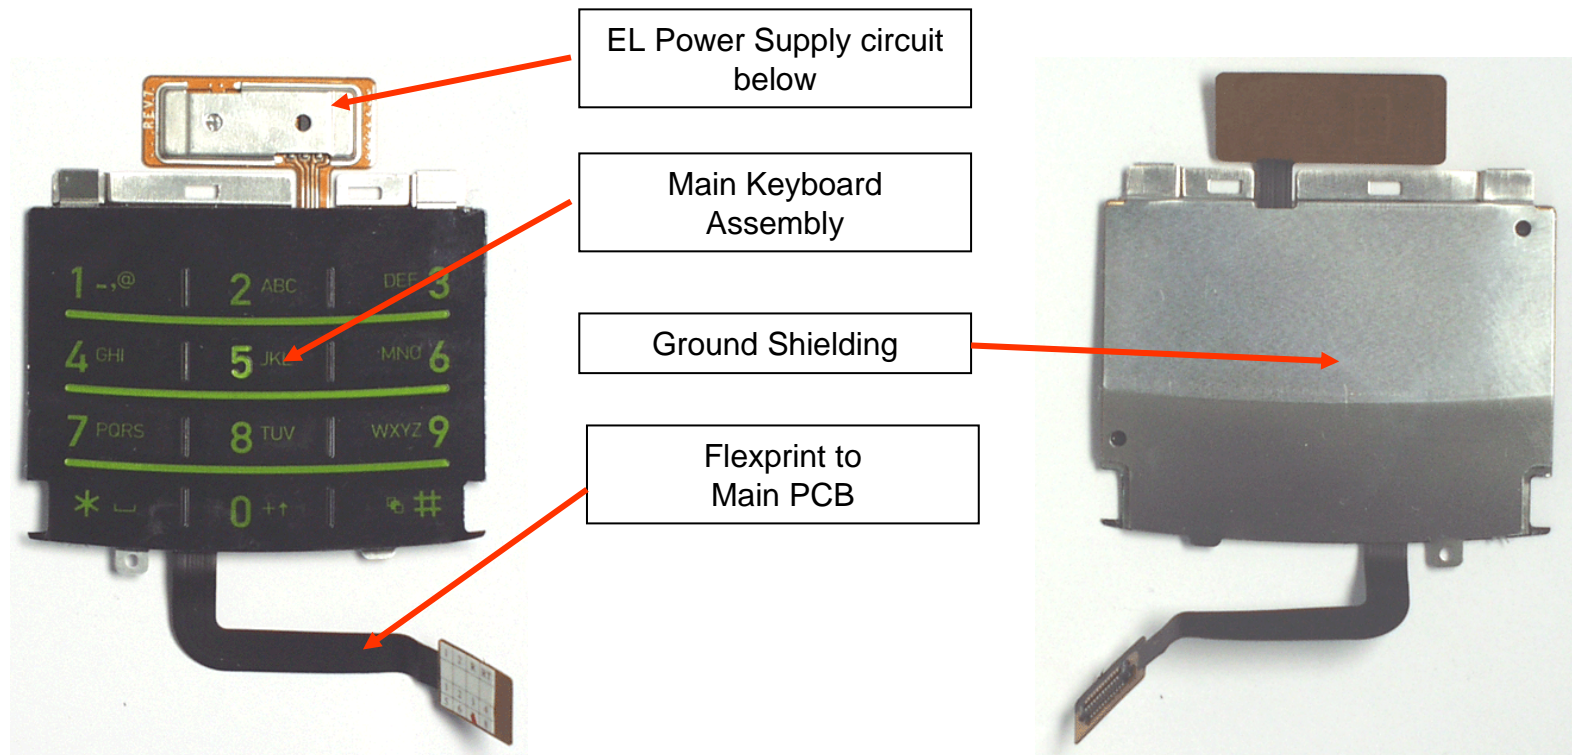 EL Power Supply circuit
below
Main Keyboard
Assembly
Ground Shielding
Flexprint to
Main PCB
REV7
1 -,@
2 ABC
DEF 3
4 GHI
5 JKL
MNO 6
7 PQRS
8 TUV
WXYZ 9
*
0 +↑
#